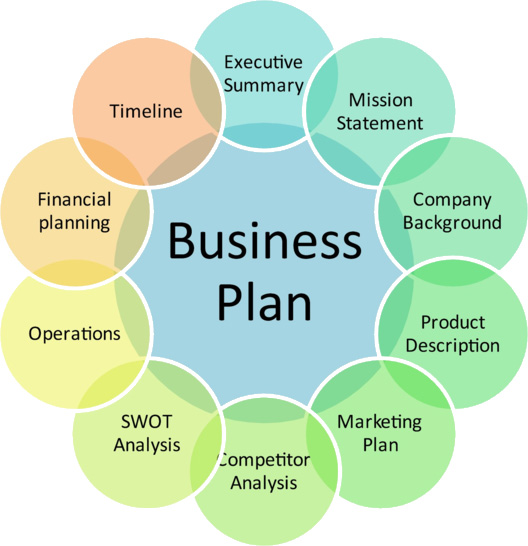 Executive
Summary
Mission
Statement
Company
Background
Product
Description
Marketing
Plan
Competitor
Analysis
SWOT
Analysis
Operations
Financial
planning
Timeline
Business
Plan